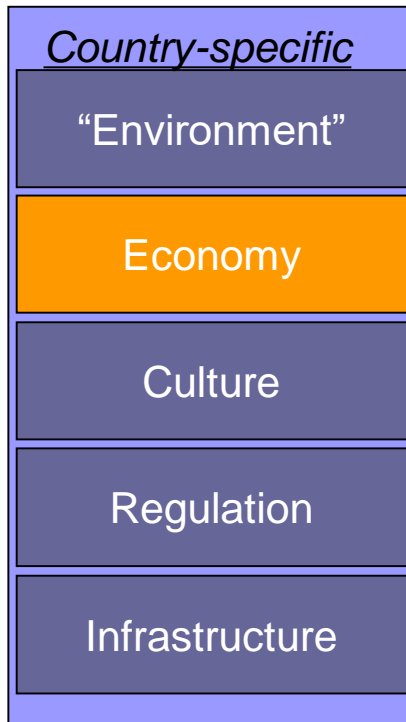 Country-specific
“Environment”
Economy
Culture
Regulation
Infrastructure